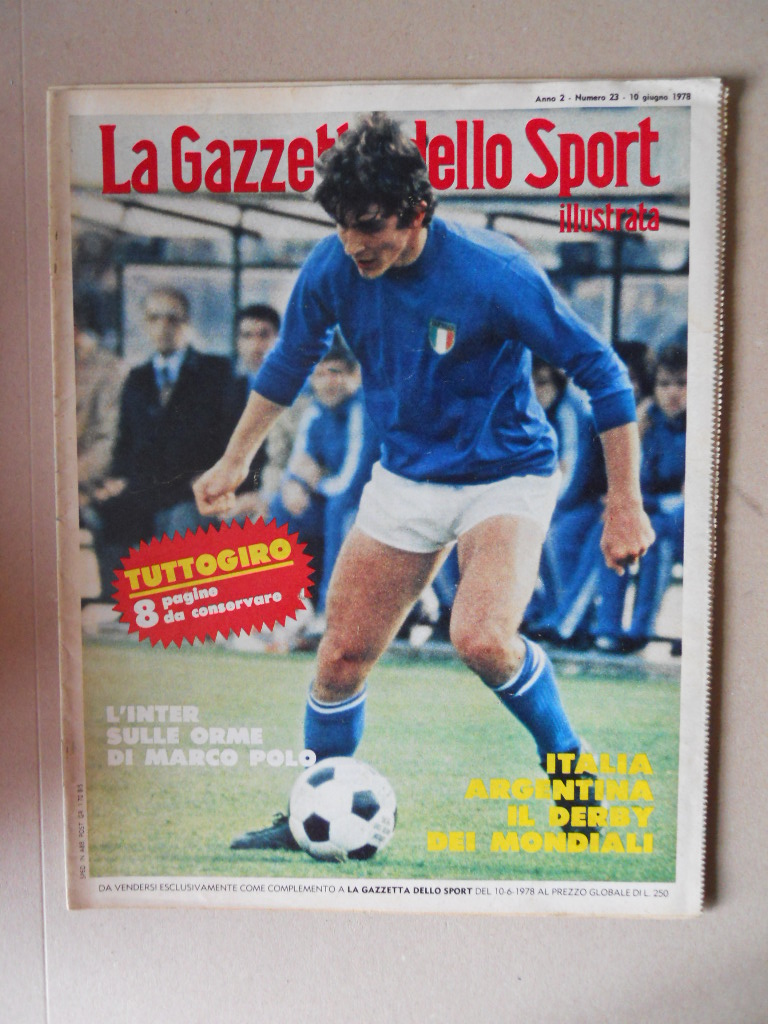 Anno 2 - Numero 23 - 10 giugno 1978
La Gazze dello Sport
illustrata
TUTTOGIRO
8 pagine
da conservare
L'INTER
SULLE ORME
DI MARCO POLO
ITALIA
ARGENTINA
IL DERBY
DEI MONDIALI
DA VENDERSI ESCLUSIVAMENTE COME COMPLEMENTO A LA GAZZETTA DELLO SPORT DEL 10-6-1978 AL PREZZO GLOBALE DI L. 250